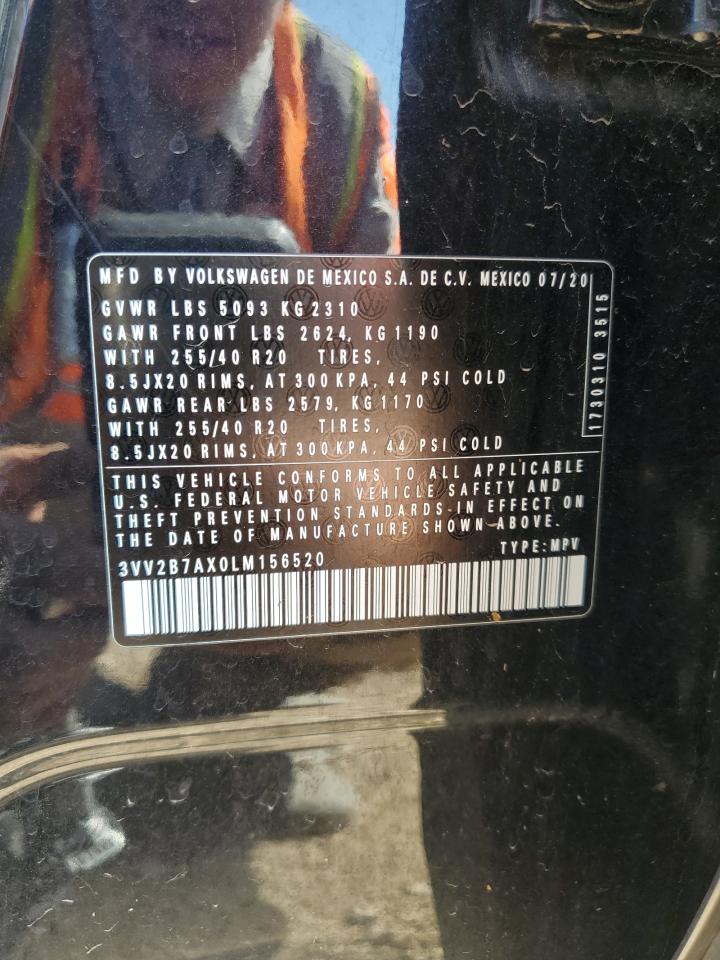 MFD BY VOLKSWAGEN DE MEXICO S.A. DE C.V. MEXICO 07/20
GVWR LBS 5093 KG 2310
GAWR FRONT LBS 2624, KG 1190
WITH 255/40 R20 TIRES,
8.5JX20 RIMS, AT 300 KPA, 44 PSI COLD
GAWR REAR LBS 2579, KG 1170
WITH 255/40 R20 TIRES,
8.5JX20 RIMS, AT 300 KPA, 44 PSI COLD
1730310 3515
THIS VEHICLE CONFORMS TO ALL APPLICABLE
U.S. FEDERAL MOTOR VEHICLE SAFETY AND
THEFT PREVENTION STANDARDS-IN EFFECT ON
THE DATE OF MANUFACTURE SHOWN ABOVE.
3VV2B7AX0LM156520 TYPE: MPV